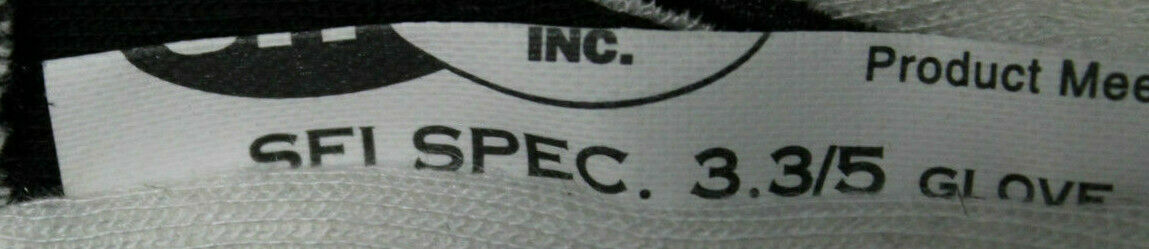 INC.
Product Mee
SFI SPEC. 3.3/5 GLOVE